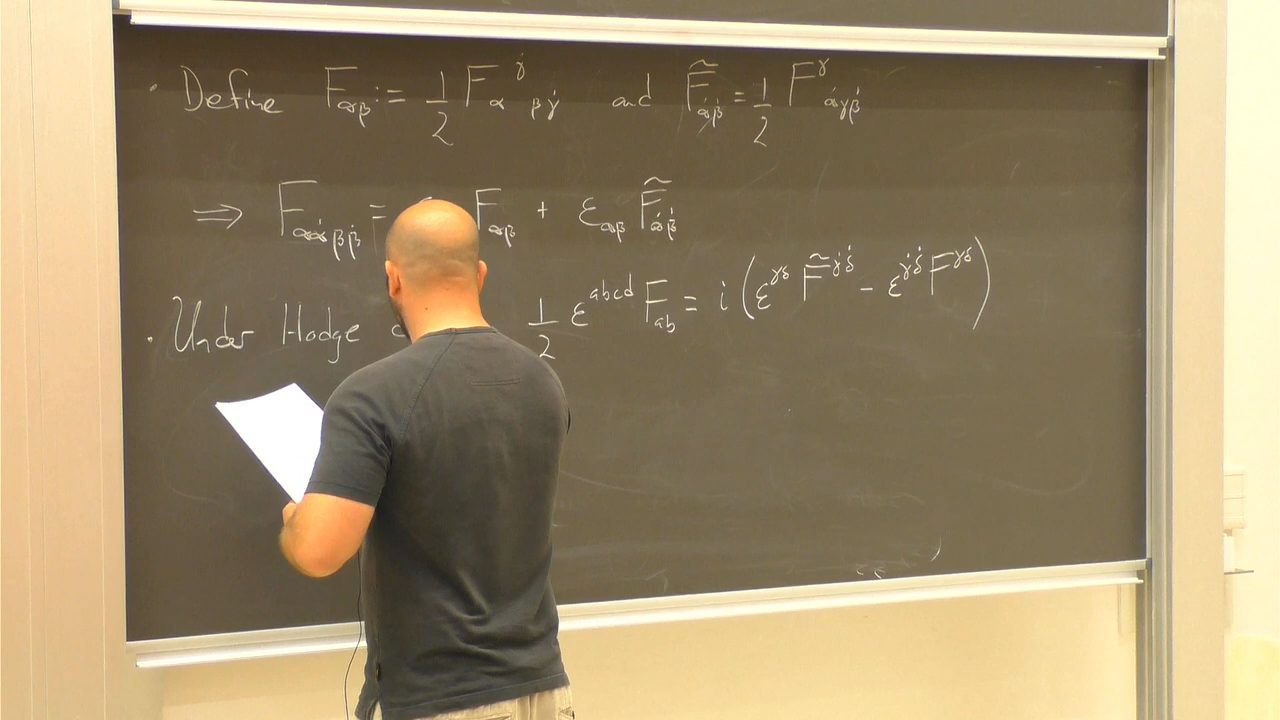 · Define F_{αβ} := 1/2 F_α^{γ̇}_{βγ̇} and F̃_{α̇β̇} = 1/2 F^γ_{α̇γβ̇}
⇒ F_{αα̇ββ̇} = F_{αβ} + ε_{αβ} F̃_{α̇β̇}
· Under Hodge 1/2 ε^{abcd} F_{ab} = i (ε^{γδ} F̃^{γ̇δ̇} - ε^{γ̇δ̇} F^{γδ})